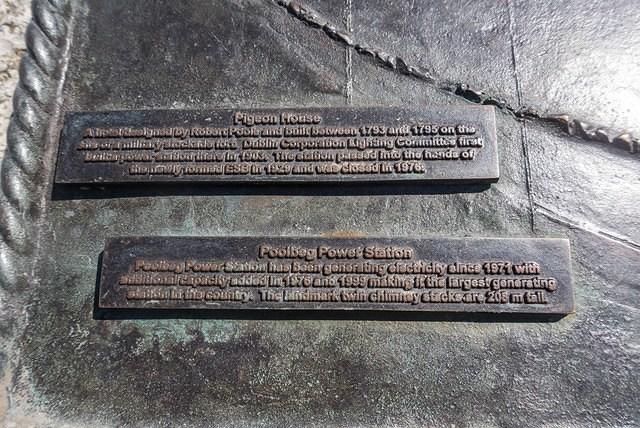 Pigeon House
A hotel designed by Robert Poole and built between 1793 and 1795 on the
site of a military stockade fort. Dublin Corporation Lighting Committee first
built a power station here in 1903. The station passed into the hands of
the newly formed ESB in 1929 and was closed in 1976.
Poolbeg Power Station
Poolbeg Power Station has been generating electricity since 1971 with
additional capacity added in 1976 and 1999 making it the largest generating
station in the country. The landmark twin chimney stacks are 205 m tall.